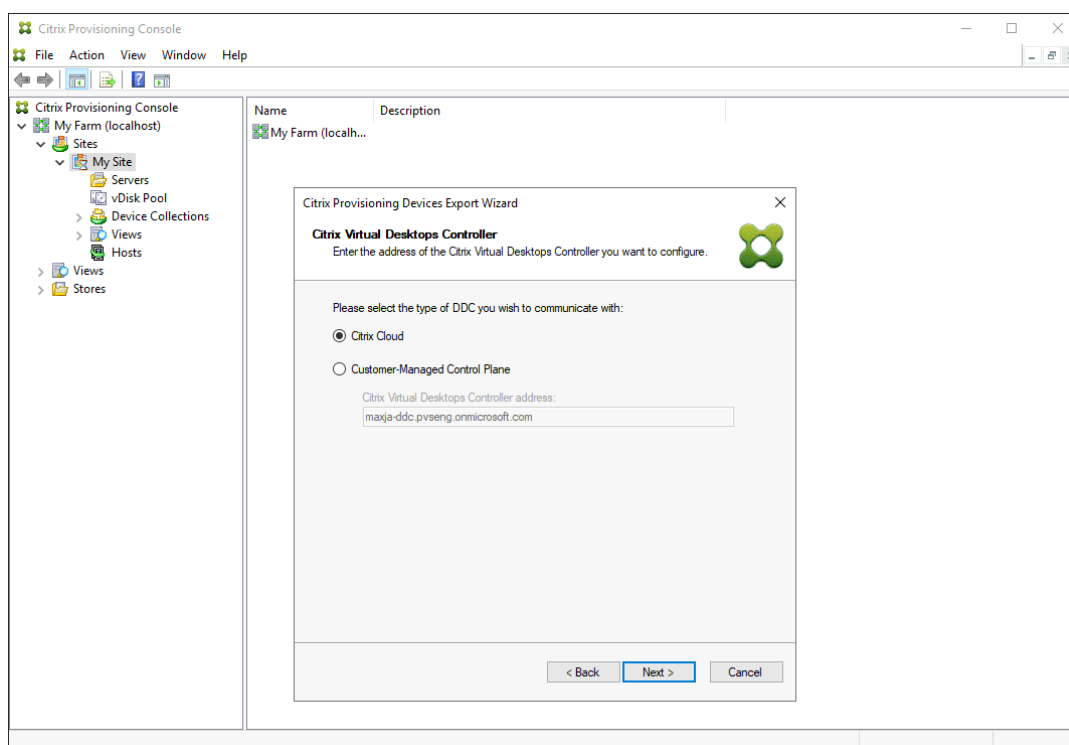 Citrix Provisioning Console
File Action View Window Help
Citrix Provisioning Console
My Farm (localhost)
Sites
My Site
Servers
vDisk Pool
Device Collections
Views
Hosts
Views
Stores
Name Description
My Farm (localh...
Citrix Provisioning Devices Export Wizard
Citrix Virtual Desktops Controller
Enter the address of the Citrix Virtual Desktops Controller you want to configure.
Please select the type of DDC you wish to communicate with:
Citrix Cloud
Customer-Managed Control Plane
Citrix Virtual Desktops Controller address:
maxja-ddc.pvseng.onmicrosoft.com
< Back Next > Cancel